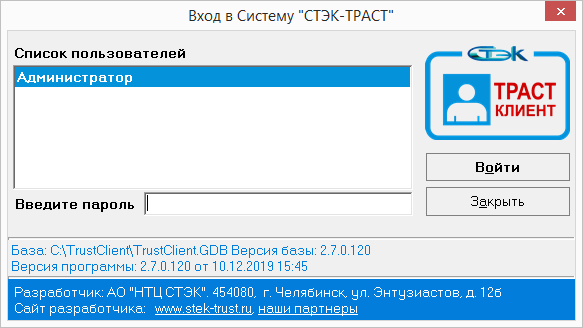 Вход в Систему "СТЭК-ТРАСТ"
Список пользователей
Администратор
СТЭК
ТРАСТ
КЛИЕНТ
Войти
Введите пароль
Закрыть
База: C:\TrustClient\TrustClient.GDB Версия базы: 2.7.0.120
Версия программы: 2.7.0.120 от 10.12.2019 15:45
Разработчик: АО "НТЦ СТЭК". 454080, г. Челябинск, ул. Энтузиастов, д. 12б
Сайт разработчика: www.stek-trust.ru, наши партнеры